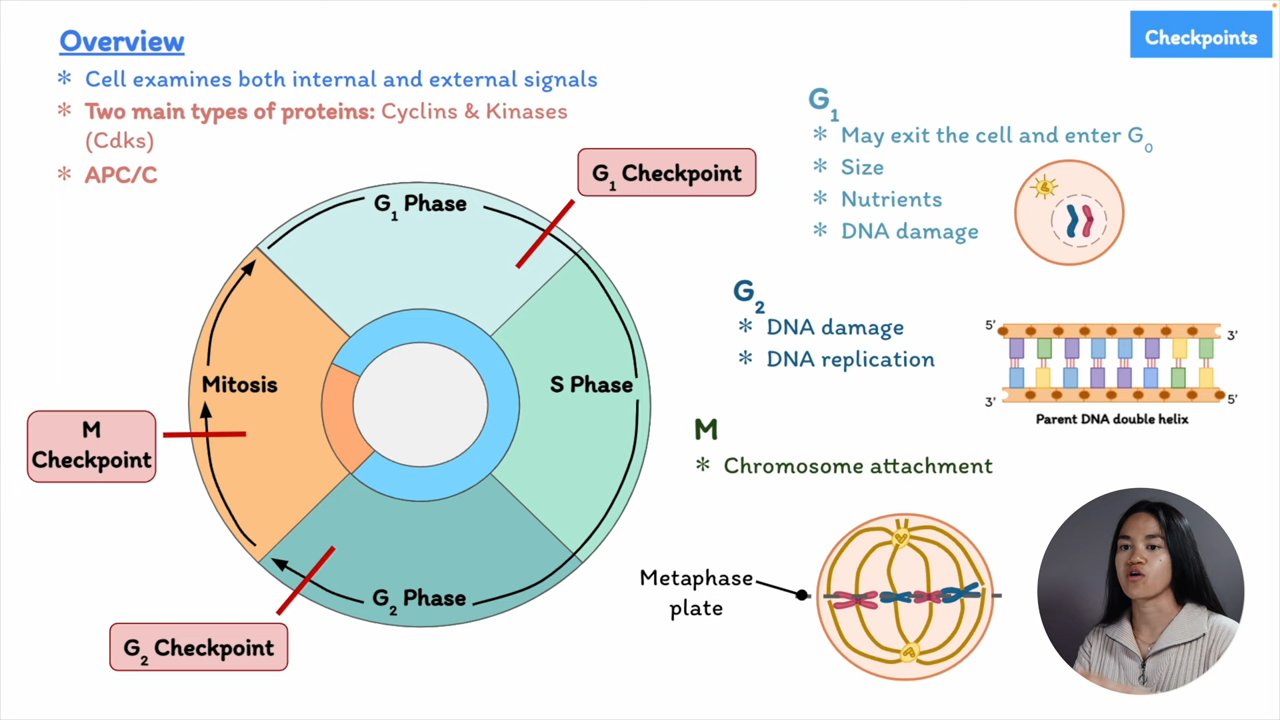 Overview
Checkpoints
* Cell examines both internal and external signals
* Two main types of proteins: Cyclins & Kinases
(Cdks)
* APC/C
G₁ Checkpoint
G₁ Phase
Mitosis
S Phase
M
Checkpoint
G₂ Phase
G₂ Checkpoint
G₁
* May exit the cell and enter G₀
* Size
* Nutrients
* DNA damage
G₂
* DNA damage
* DNA replication
5'
3'
3'
5'
Parent DNA double helix
M
* Chromosome attachment
Metaphase
plate